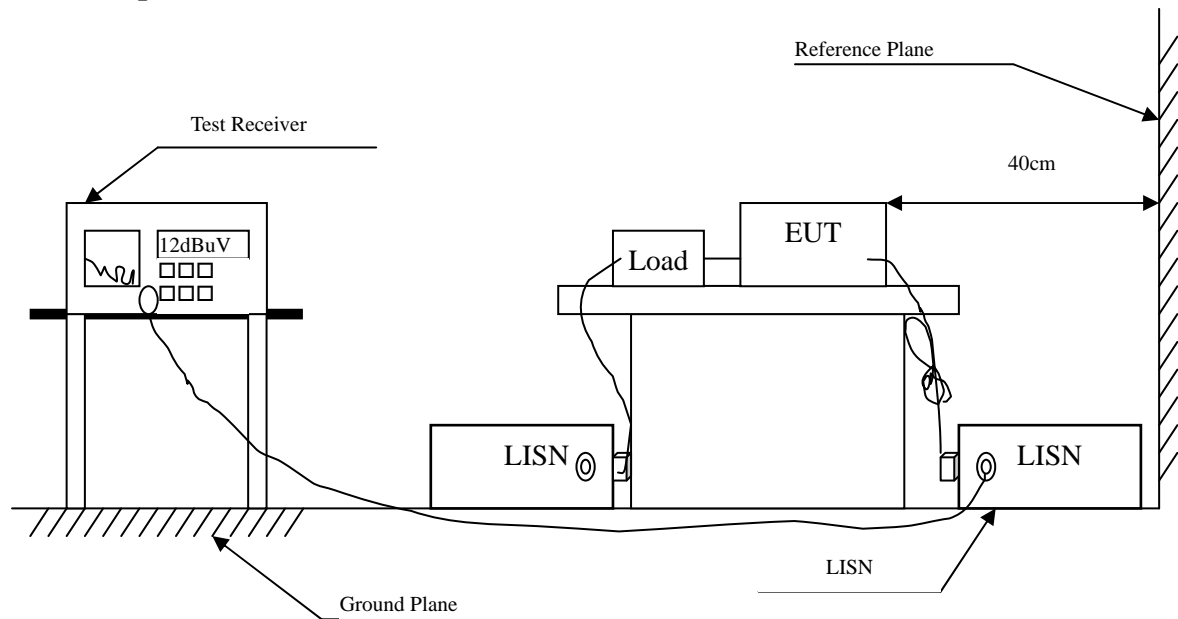 Reference Plane
Test Receiver
40cm
12dBuV
EUT
Load
LISN
LISN
LISN
Ground Plane